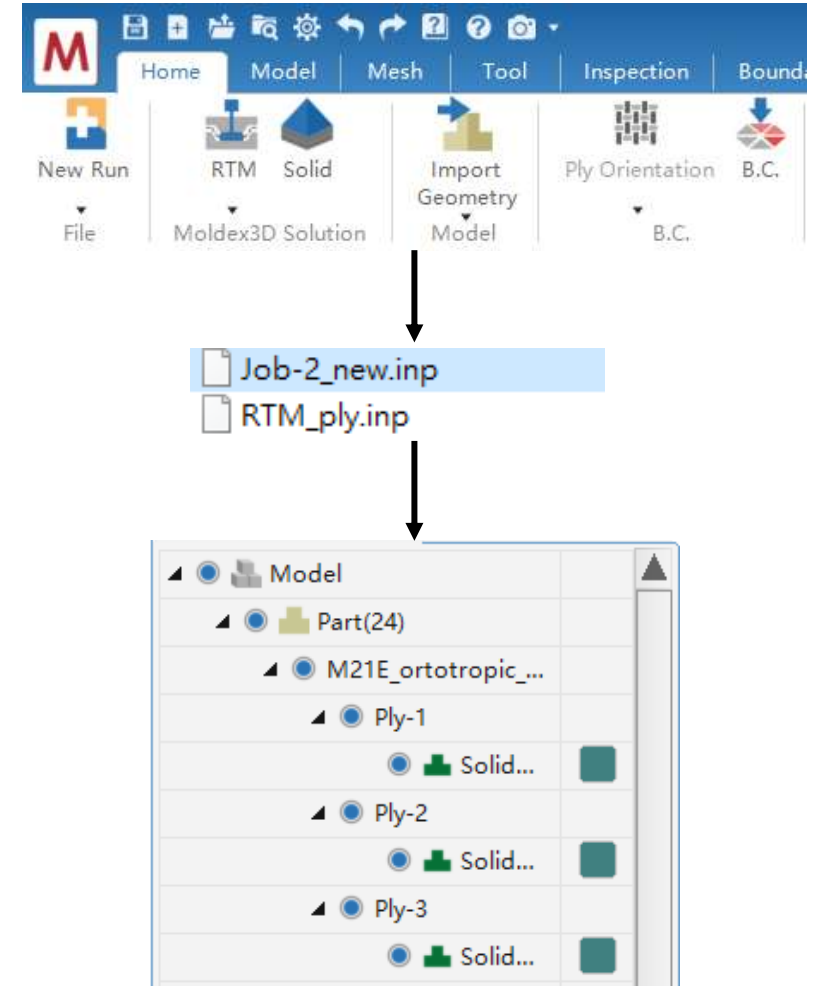 M
Home Model Mesh Tool Inspection Bounda
New Run RTM Solid Import Geometry Ply Orientation B.C.
File Moldex3D Solution Model B.C.
Job-2_new.inp
RTM_ply.inp
Model
Part(24)
M21E_ortotropic_...
Ply-1
Solid...
Ply-2
Solid...
Ply-3
Solid...